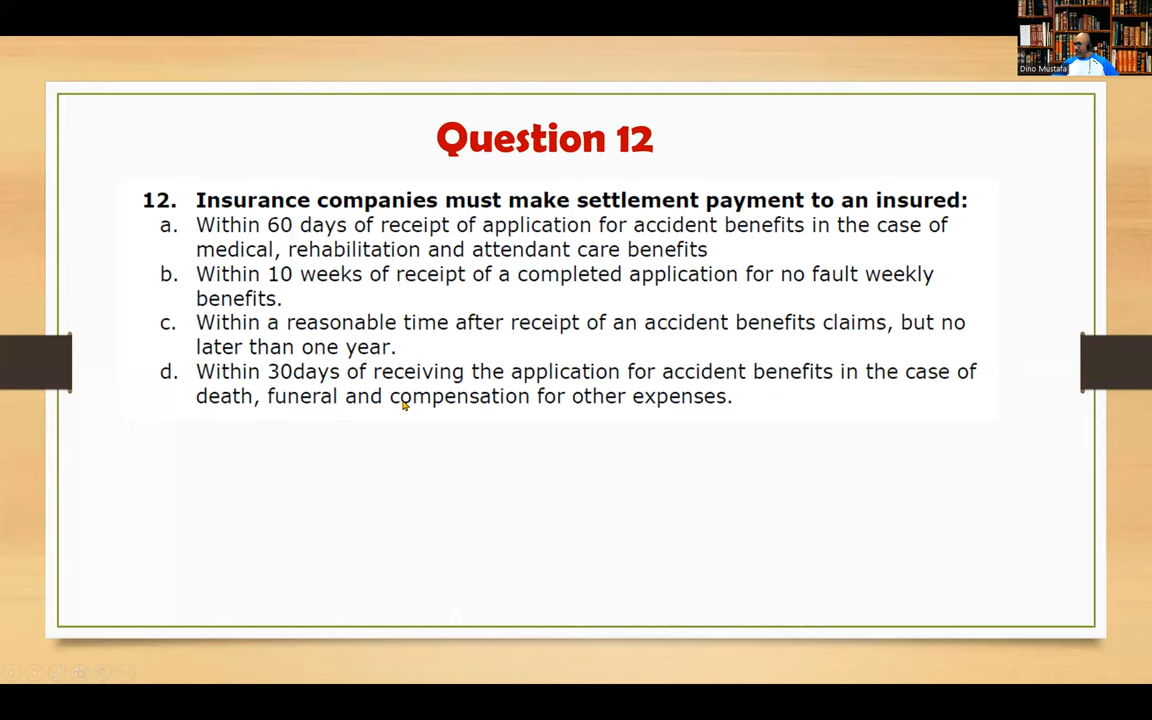 Dino Mustafa
Question 12
12. Insurance companies must make settlement payment to an insured:
a. Within 60 days of receipt of application for accident benefits in the case of
medical, rehabilitation and attendant care benefits
b. Within 10 weeks of receipt of a completed application for no fault weekly
benefits.
c. Within a reasonable time after receipt of an accident benefits claims, but no
later than one year.
d. Within 30days of receiving the application for accident benefits in the case of
death, funeral and compensation for other expenses.